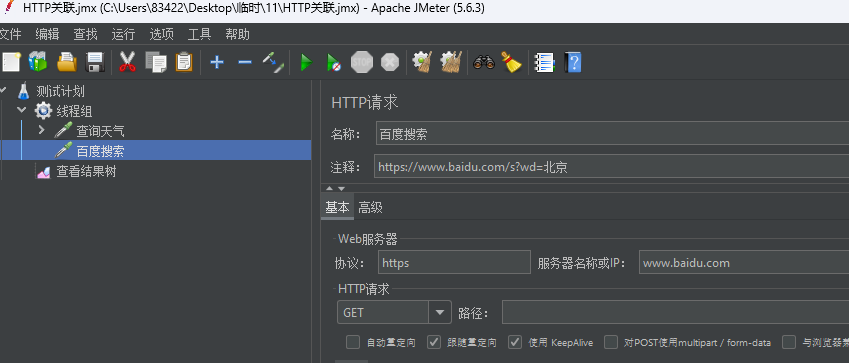 HTTP关联.jmx (C:\Users\83422\Desktop\临时\11\HTTP关联.jmx) - Apache JMeter (5.6.3)
文件 编辑 查找 运行 选项 工具 帮助
STOP
测试计划
线程组
查询天气
百度搜索
查看结果树
HTTP请求
名称： 百度搜索
注释： https://www.baidu.com/s?wd=北京
基本 高级
Web服务器
协议： https 服务器名称或IP： www.baidu.com
HTTP请求
GET 路径：
自动重定向 跟随重定向 使用 KeepAlive 对POST使用multipart / form-data 与浏览器